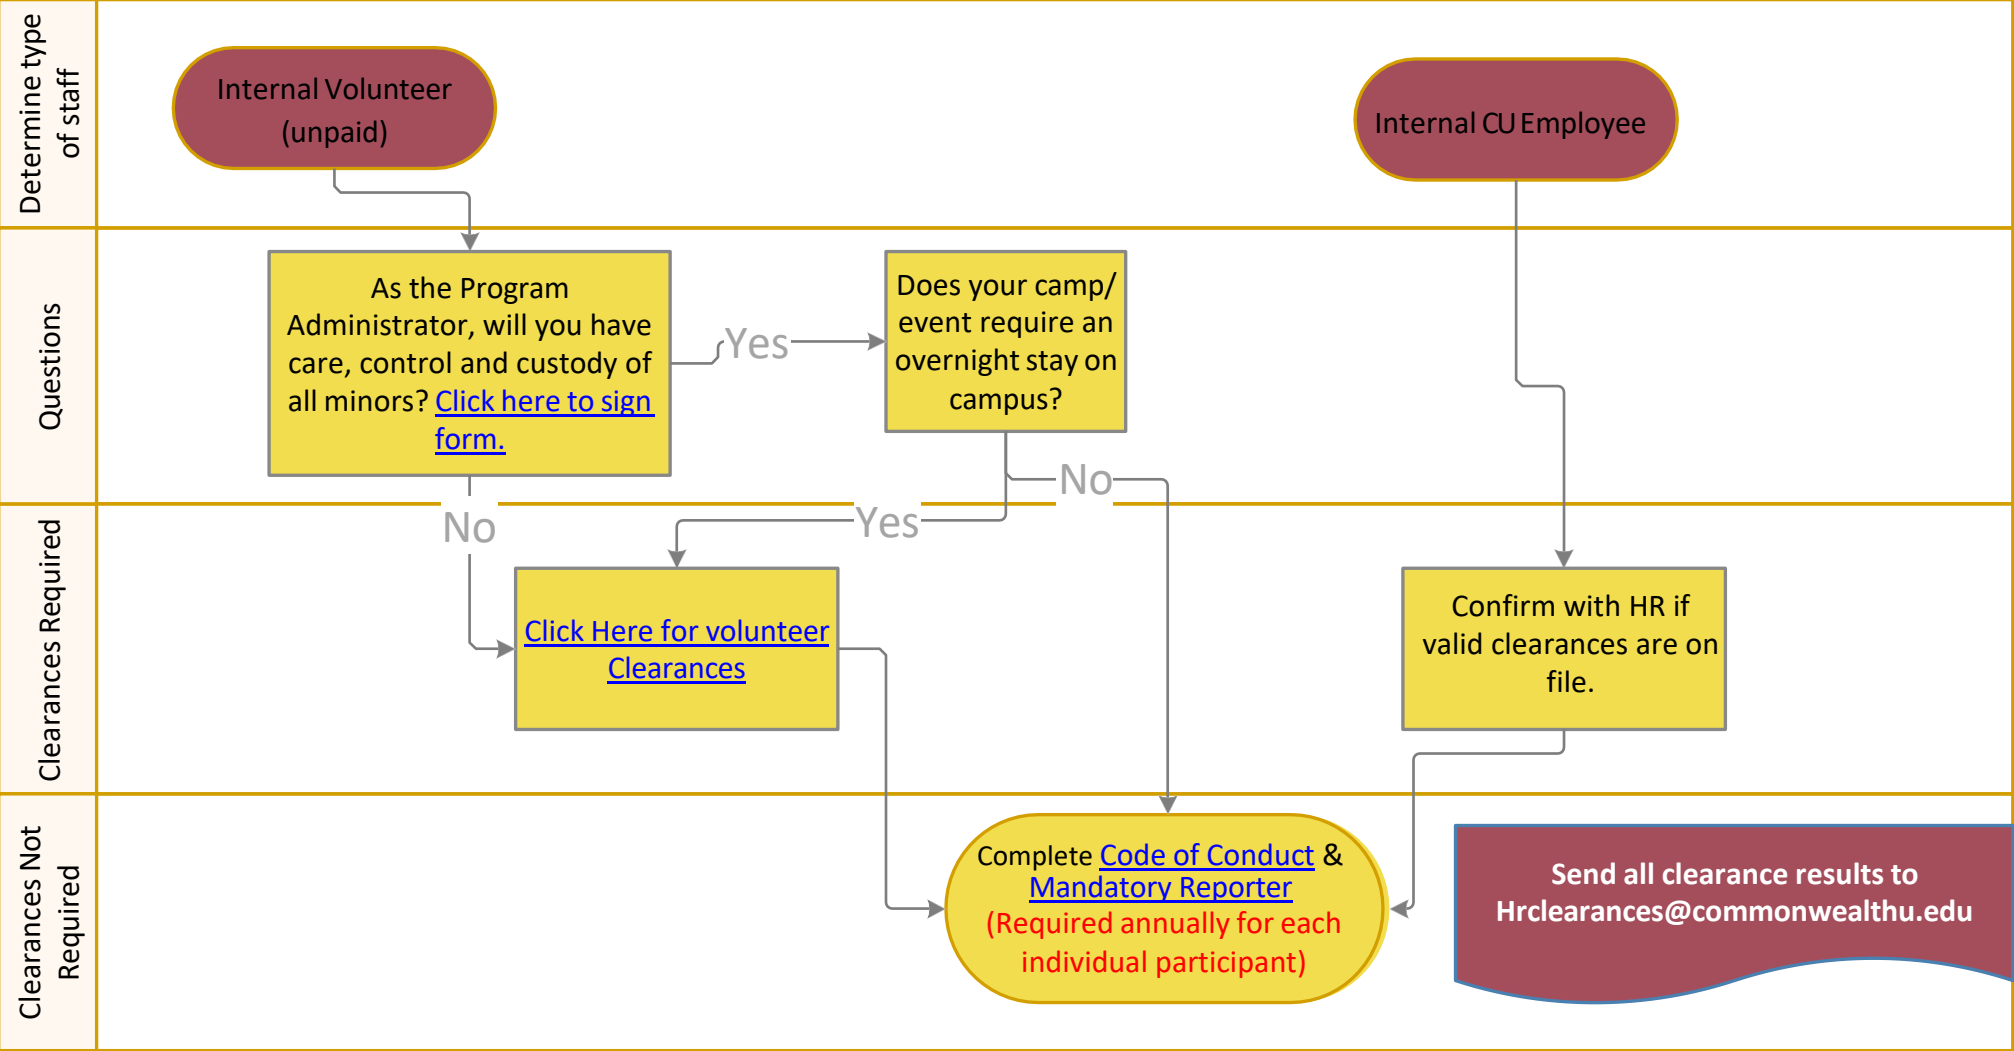 Determine type
of staff
Internal Volunteer
(unpaid)
Internal CU Employee
Questions
As the Program
Administrator, will you have
care, control and custody of
all minors? Click here to sign
form.
Yes
Does your camp/
event require an
overnight stay on
campus?
No
No
Yes
Clearances Required
Click Here for volunteer
Clearances
Confirm with HR if
valid clearances are on
file.
Clearances Not
Required
Complete Code of Conduct &
Mandatory Reporter
(Required annually for each
individual participant)
Send all clearance results to
Hrclearances@commonwealthu.edu